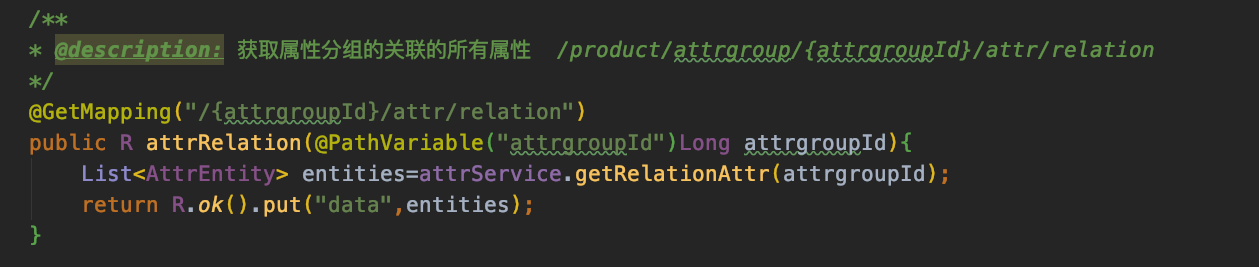 /**
* @description: 获取属性分组的关联的所有属性  /product/attrgroup/{attrgroupId}/attr/relation
*/
@GetMapping("/{attrgroupId}/attr/relation")
public R attrRelation(@PathVariable("attrgroupId")Long attrgroupId){
    List<AttrEntity> entities=attrService.getRelationAttr(attrgroupId);
    return R.ok().put("data",entities);
}